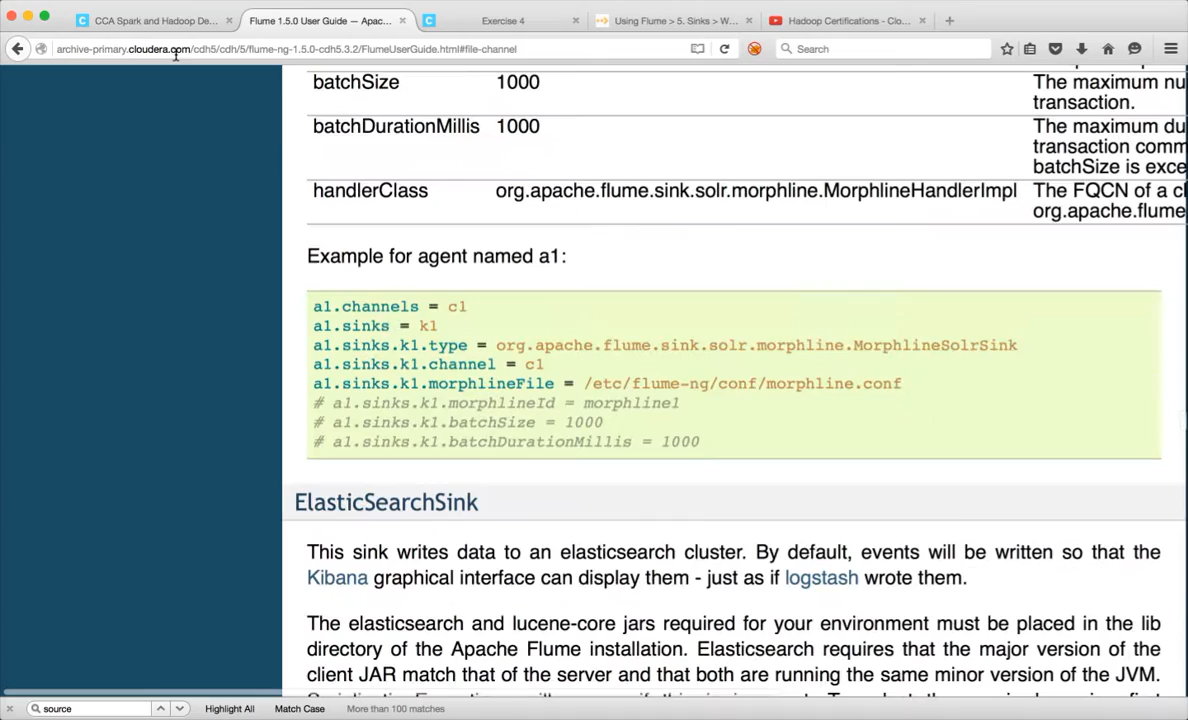 CCA Spark and Hadoop De...
Flume 1.5.0 User Guide — Apac...
Exercise 4
Using Flume > 5. Sinks > W...
Hadoop Certifications - Clo...
archive-primary.cloudera.com/cdh5/cdh/5/flume-ng-1.5.0-cdh5.3.2/FlumeUserGuide.html#file-channel
Search
batchSize 1000 The maximum nu
transaction.
batchDurationMillis 1000 The maximum du
transaction comm
batchSize is exce
handlerClass org.apache.flume.sink.solr.morphline.MorphlineHandlerImpl The FQCN of a cl
org.apache.flume
Example for agent named a1:
a1.channels = c1
a1.sinks = k1
a1.sinks.k1.type = org.apache.flume.sink.solr.morphline.MorphlineSolrSink
a1.sinks.k1.channel = c1
a1.sinks.k1.morphlineFile = /etc/flume-ng/conf/morphline.conf
# a1.sinks.k1.morphlineId = morphline1
# a1.sinks.k1.batchSize = 1000
# a1.sinks.k1.batchDurationMillis = 1000
ElasticSearchSink
This sink writes data to an elasticsearch cluster. By default, events will be written so that the
Kibana graphical interface can display them - just as if logstash wrote them.
The elasticsearch and lucene-core jars required for your environment must be placed in the lib
directory of the Apache Flume installation. Elasticsearch requires that the major version of the
client JAR match that of the server and that both are running the same minor version of the JVM.
source
Highlight All
Match Case
More than 100 matches